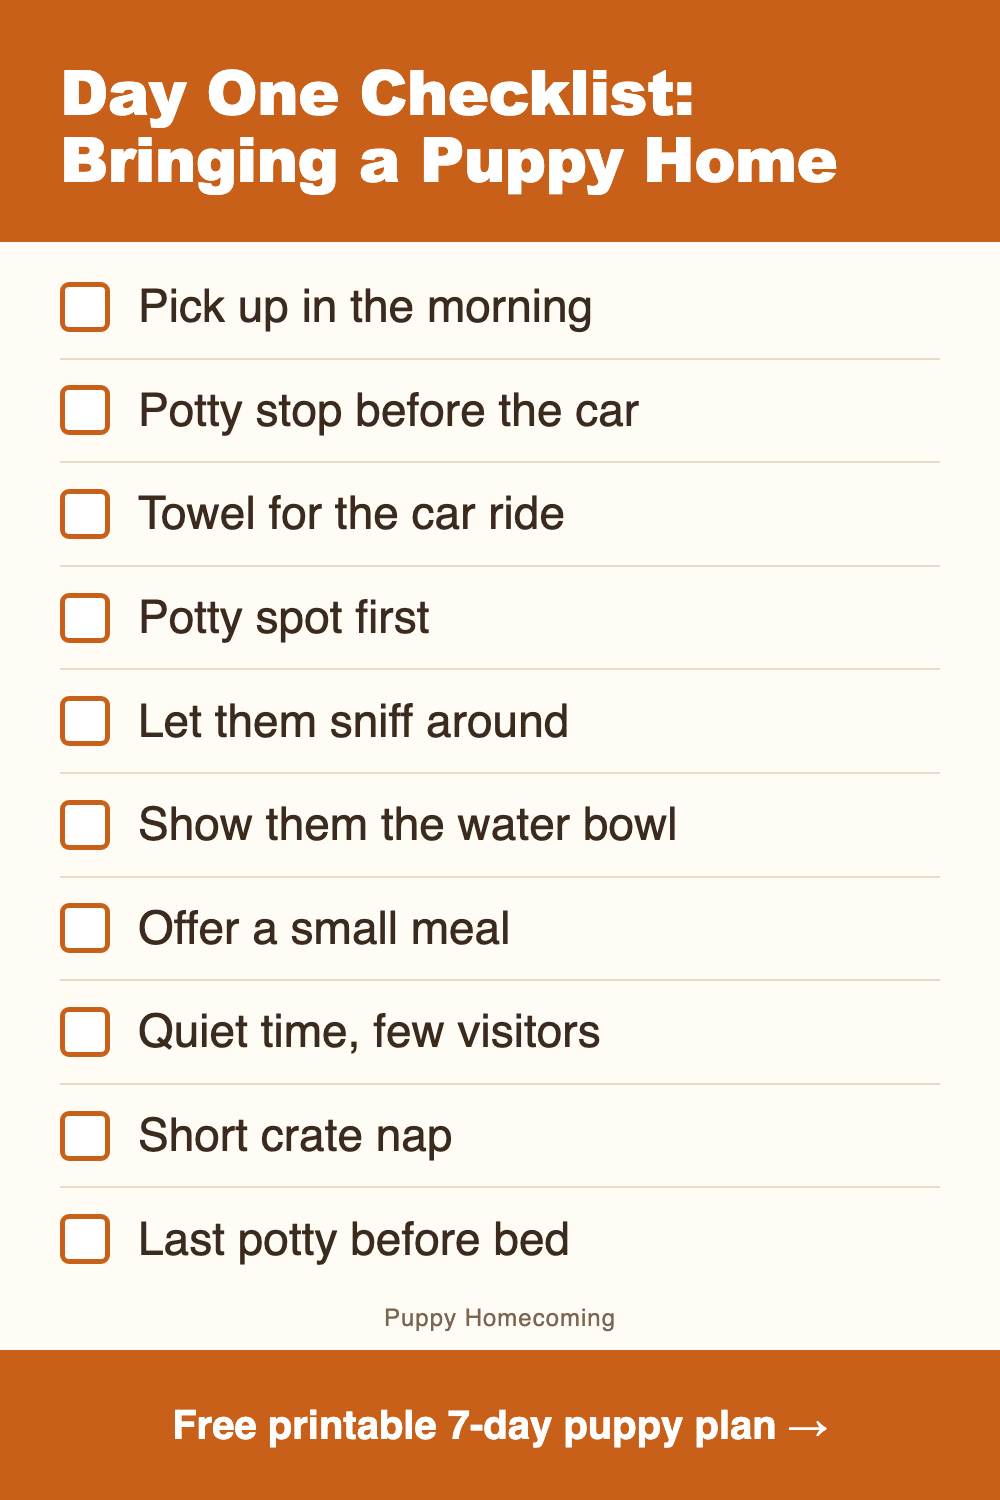 Day One Checklist:
Bringing a Puppy Home
Pick up in the morning
Potty stop before the car
Towel for the car ride
Potty spot first
Let them sniff around
Show them the water bowl
Offer a small meal
Quiet time, few visitors
Short crate nap
Last potty before bed
Puppy Homecoming
Free printable 7-day puppy plan →